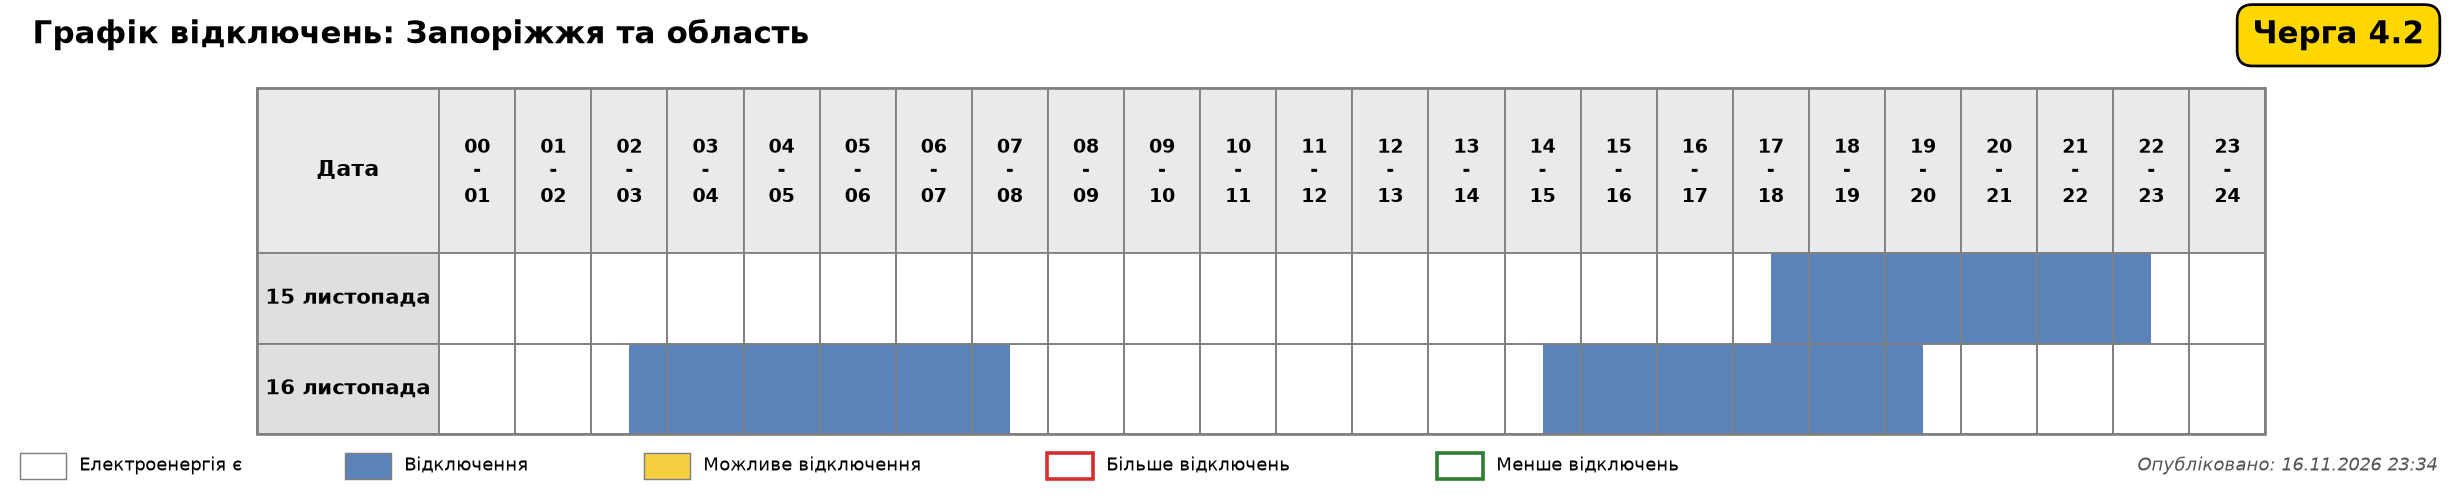 Графік відключень: Запоріжжя та область
Черга 4.2
Дата
00 - 01
01 - 02
02 - 03
03 - 04
04 - 05
05 - 06
06 - 07
07 - 08
08 - 09
09 - 10
10 - 11
11 - 12
12 - 13
13 - 14
14 - 15
15 - 16
16 - 17
17 - 18
18 - 19
19 - 20
20 - 21
21 - 22
22 - 23
23 - 24
15 листопада
16 листопада
Електроенергія є
Відключення
Можливе відключення
Більше відключень
Менше відключень
Опубліковано: 16.11.2026 23:34